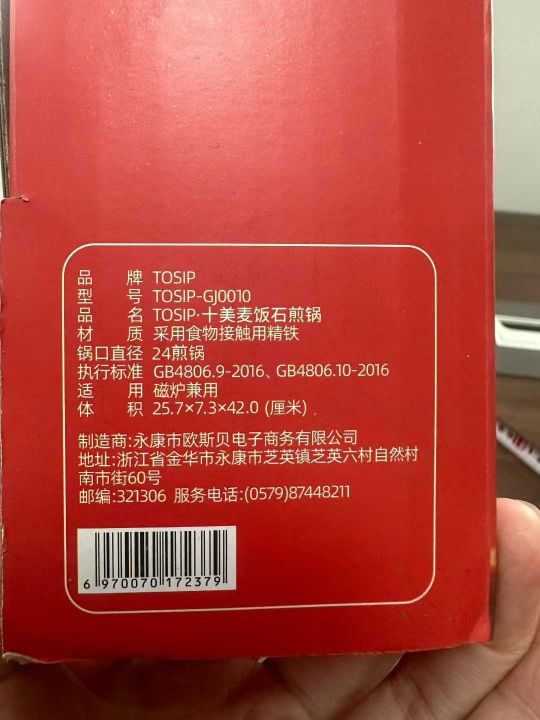 品 牌 TOSIP
型 号 TOSIP-GJ0010
品 名 TOSIP·十美麦饭石煎锅
材 质 采用食物接触用精铁
锅口直径 24煎锅
执行标准 GB4806.9-2016、GB4806.10-2016
适 用 磁炉兼用
体 积 25.7×7.3×42.0 (厘米)
制造商:永康市欧斯贝电子商务有限公司
地址:浙江省金华市永康市芝英镇芝英六村自然村
南市街60号
邮编:321306 服务电话:(0579)87448211
6 970070 172379